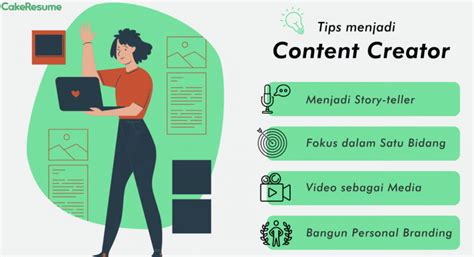 CakeResume
Tips menjadi
Content Creator
Menjadi Story-teller
Fokus dalam Satu Bidang
Video sebagai Media
Bangun Personal Branding